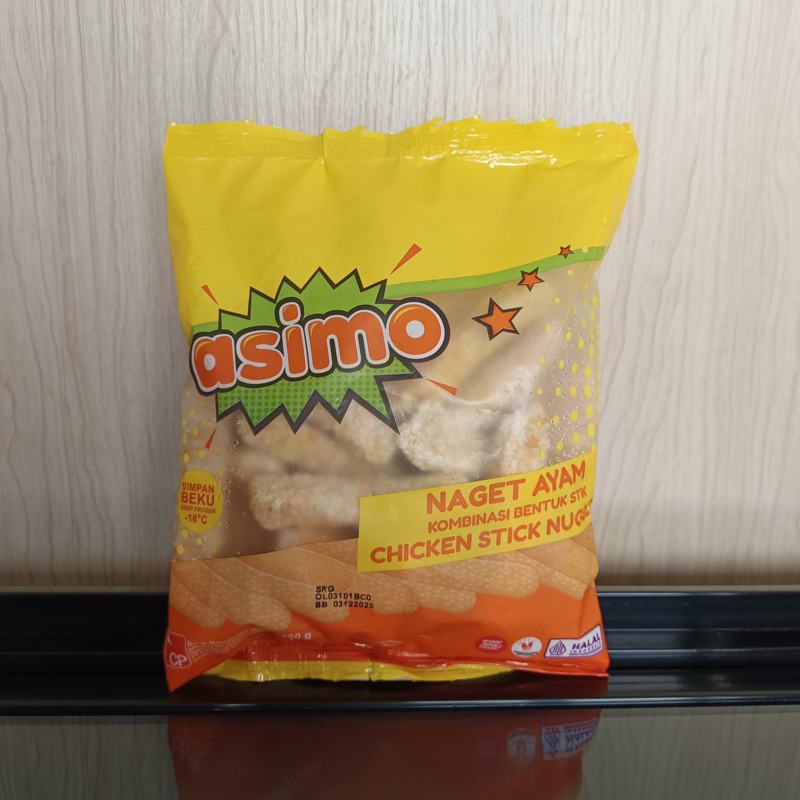 asimo
SIMPAN
BEKU
KEEP FROZEN
-18°C
NAGET AYAM
KOMBINASI BENTUK STIK
CHICKEN STICK
SRG
OL03101BC0
BB 03122025
CP
HALAL